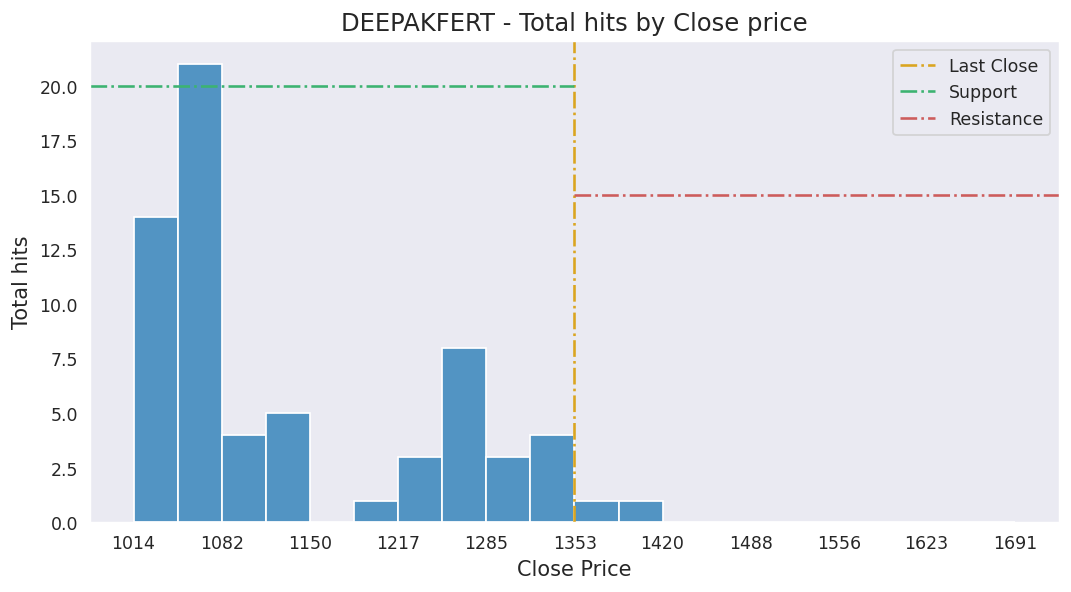 DEEPAKFERT - Total hits by Close price
Last Close
Support
Resistance
20.0
17.5
15.0
12.5
10.0
7.5
5.0
2.5
0.0
Total hits
1014 1082 1150 1217 1285 1353 1420 1488 1556 1623 1691
Close Price